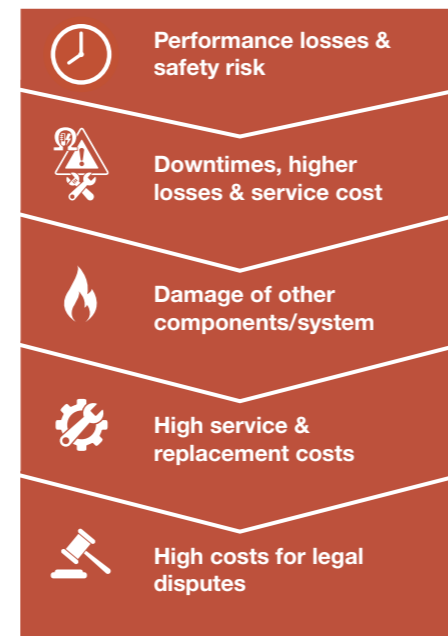 Performance losses &
safety risk
Downtimes, higher
losses & service cost
Damage of other
components/system
High service &
replacement costs
High costs for legal
disputes